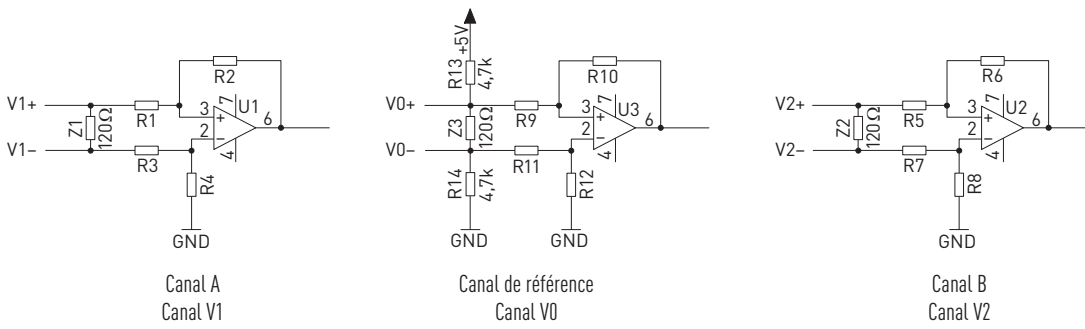 V1+
V1–
Z1
120Ω
R1
R3
R2
R4
3
2
+
–
7
4
U1
6
GND
Canal A
Canal V1
+5V
R13
4,7k
V0+
V0–
Z3
120Ω
R14
4,7k
GND
R9
R11
R10
R12
3
2
+
–
7
4
U3
6
GND
Canal de référence
Canal V0
V2+
V2–
Z2
120Ω
R5
R7
R6
R8
3
2
+
–
7
4
U2
6
GND
Canal B
Canal V2